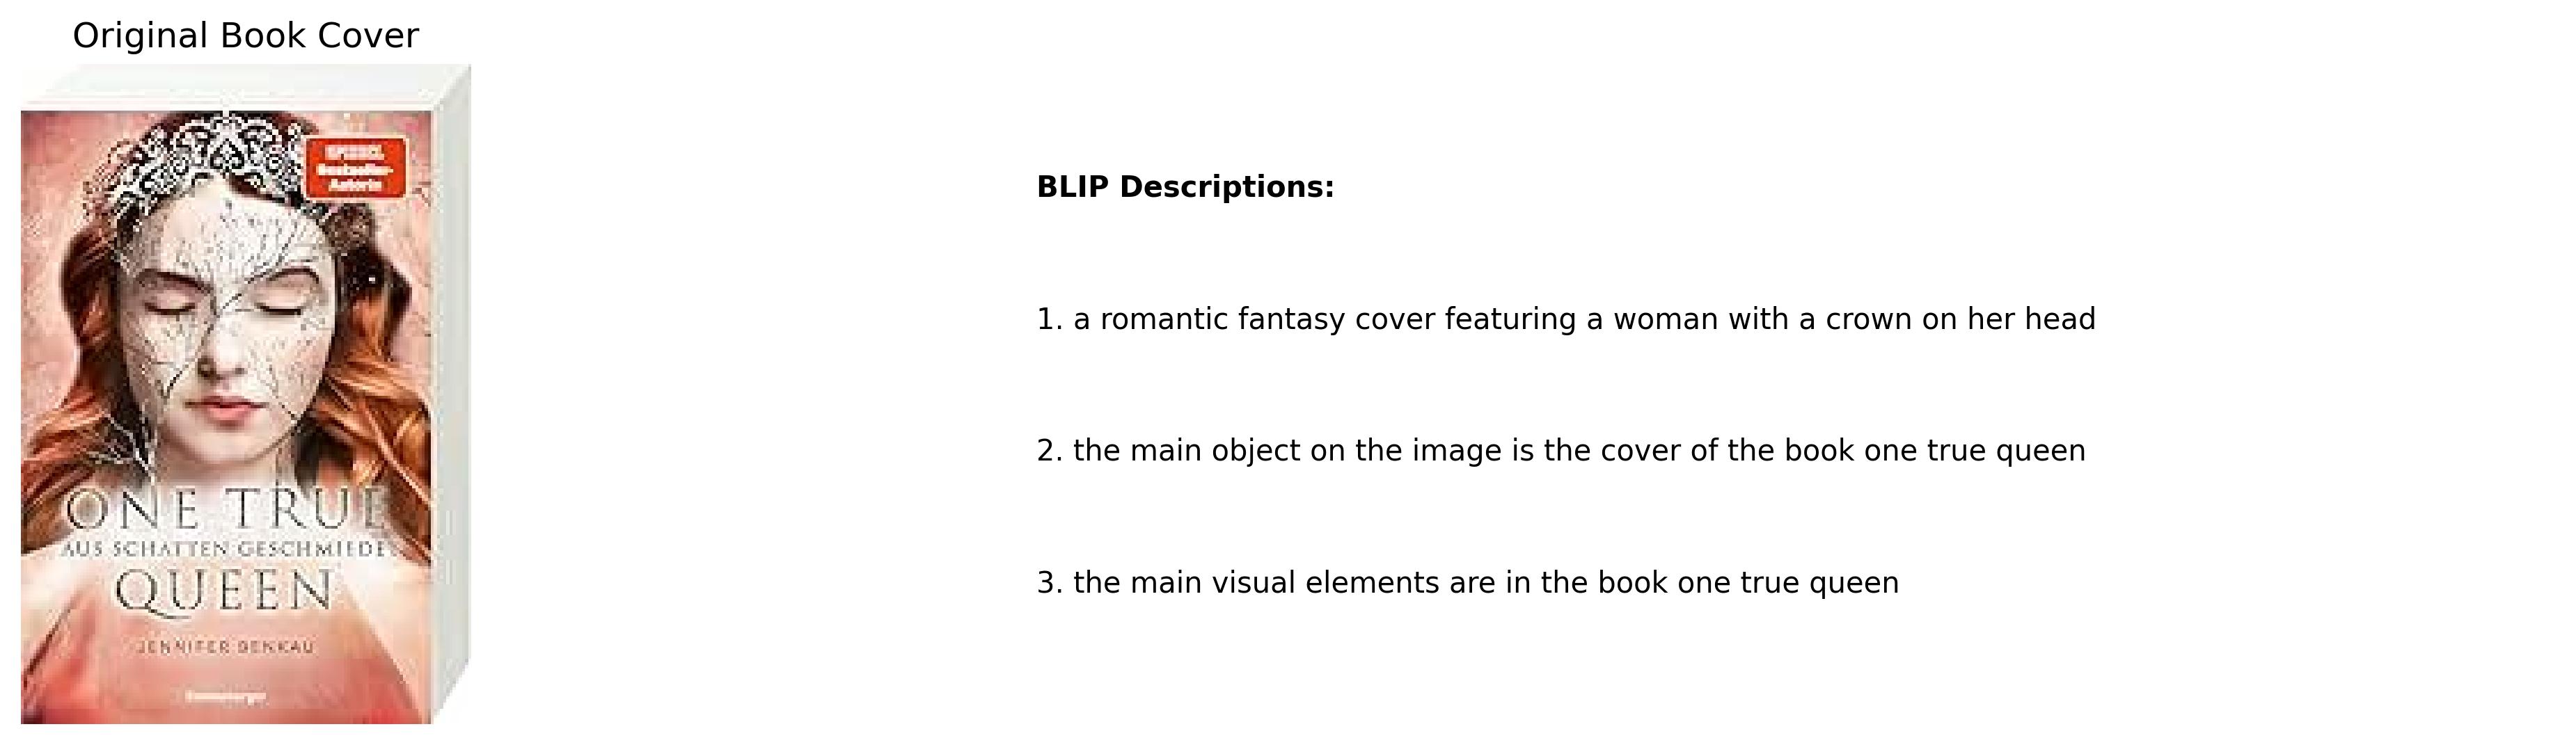 Original Book Cover
SPIEGEL
Bestseller-
Autorin
ONE TRUE
AUS SCHATTEN GESCHMIEDET
QUEEN
JENNIFER BENKAU
Ravensburger
BLIP Descriptions:
1. a romantic fantasy cover featuring a woman with a crown on her head
2. the main object on the image is the cover of the book one true queen
3. the main visual elements are in the book one true queen